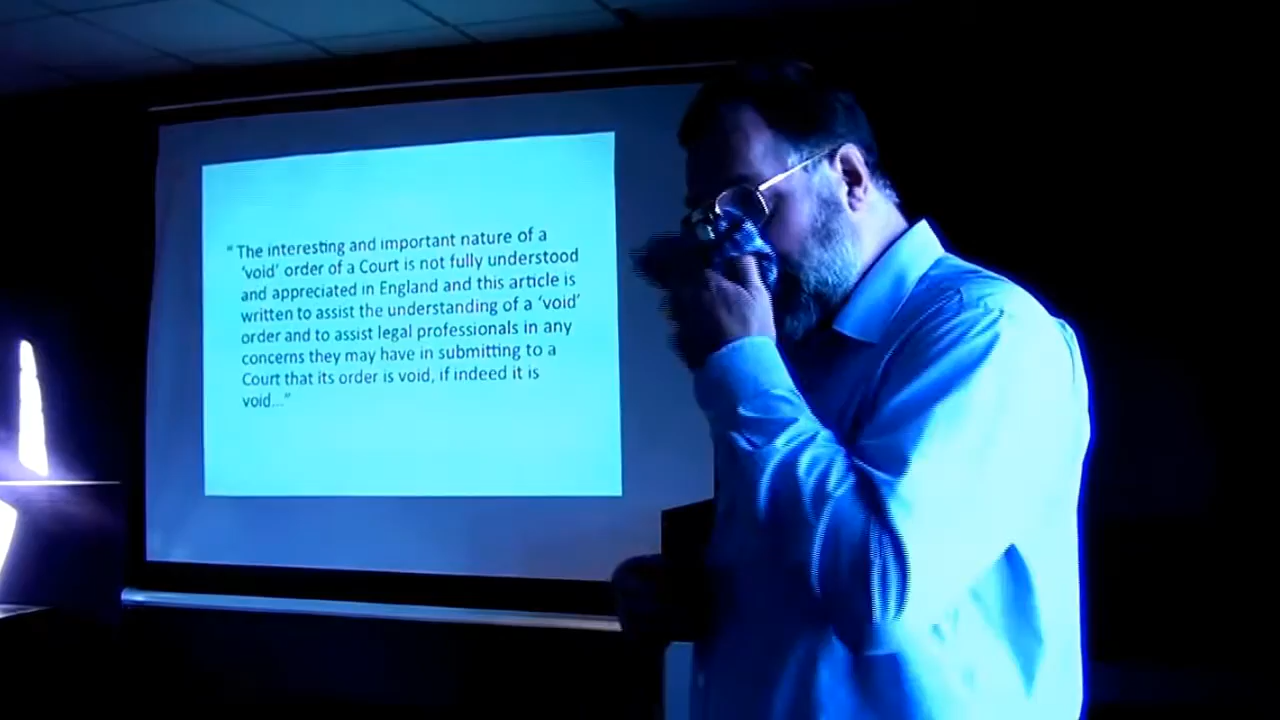 “ The interesting and important nature of a
‘void’ order of a Court is not fully understood
and appreciated in England and this article is
written to assist the understanding of a ‘void’
order and to assist legal professionals in any
concerns they may have in submitting to a
Court that its order is void, if indeed it is
void...”